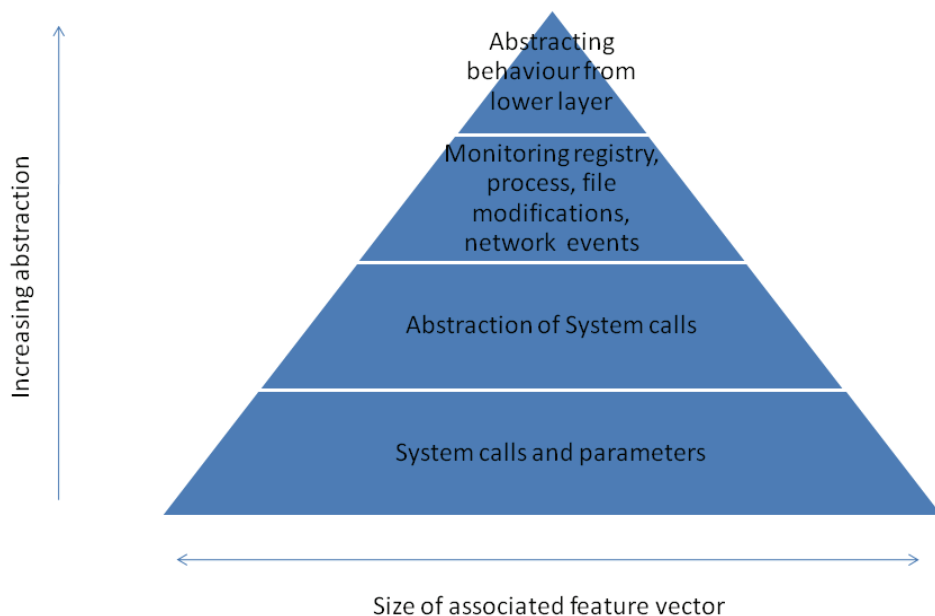 Abstracting
behaviour from
lower layer
Monitoring registry,
process, file
modifications,
network events
Abstraction of System calls
System calls and parameters
Increasing abstraction
Size of associated feature vector